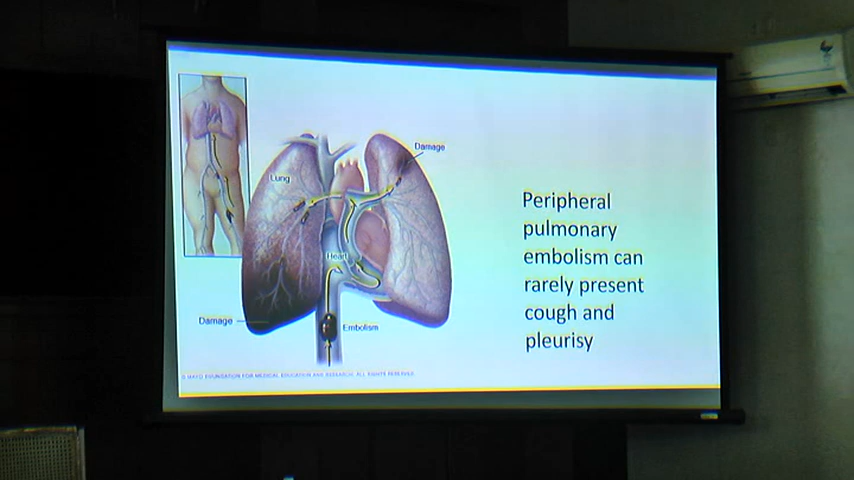 Damage
Lung
Heart
Damage
Embolism
Peripheral
pulmonary
embolism can
rarely present
cough and
pleurisy
© MAYO FOUNDATION FOR MEDICAL EDUCATION AND RESEARCH. ALL RIGHTS RESERVED.